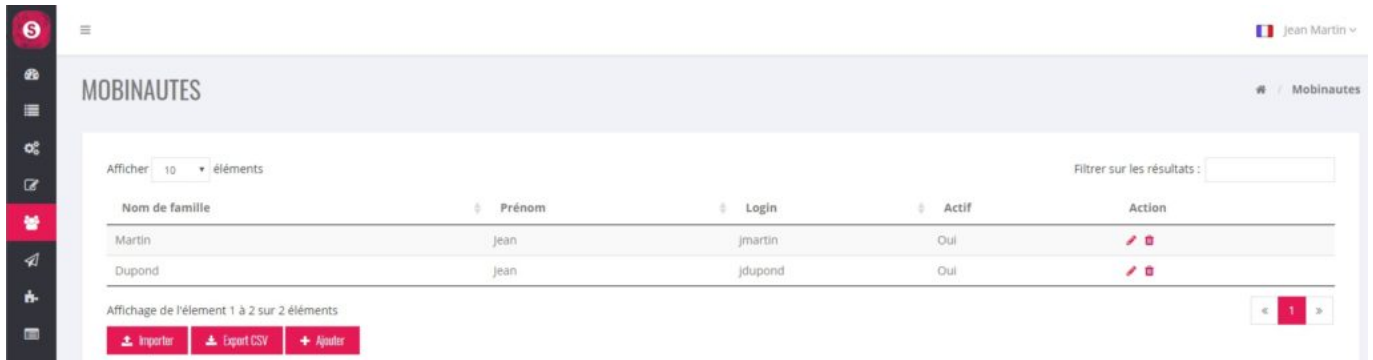 S
Jean Martin
MOBINAUTES
/ Mobinautes
Afficher 10 éléments
Filtrer sur les résultats :
Nom de famille Prénom Login Actif Action
Martin Jean jmartin Oui
Dupond Jean jdupond Oui
Affichage de l'élement 1 à 2 sur 2 éléments
« 1 »
Importer Export CSV + Ajouter